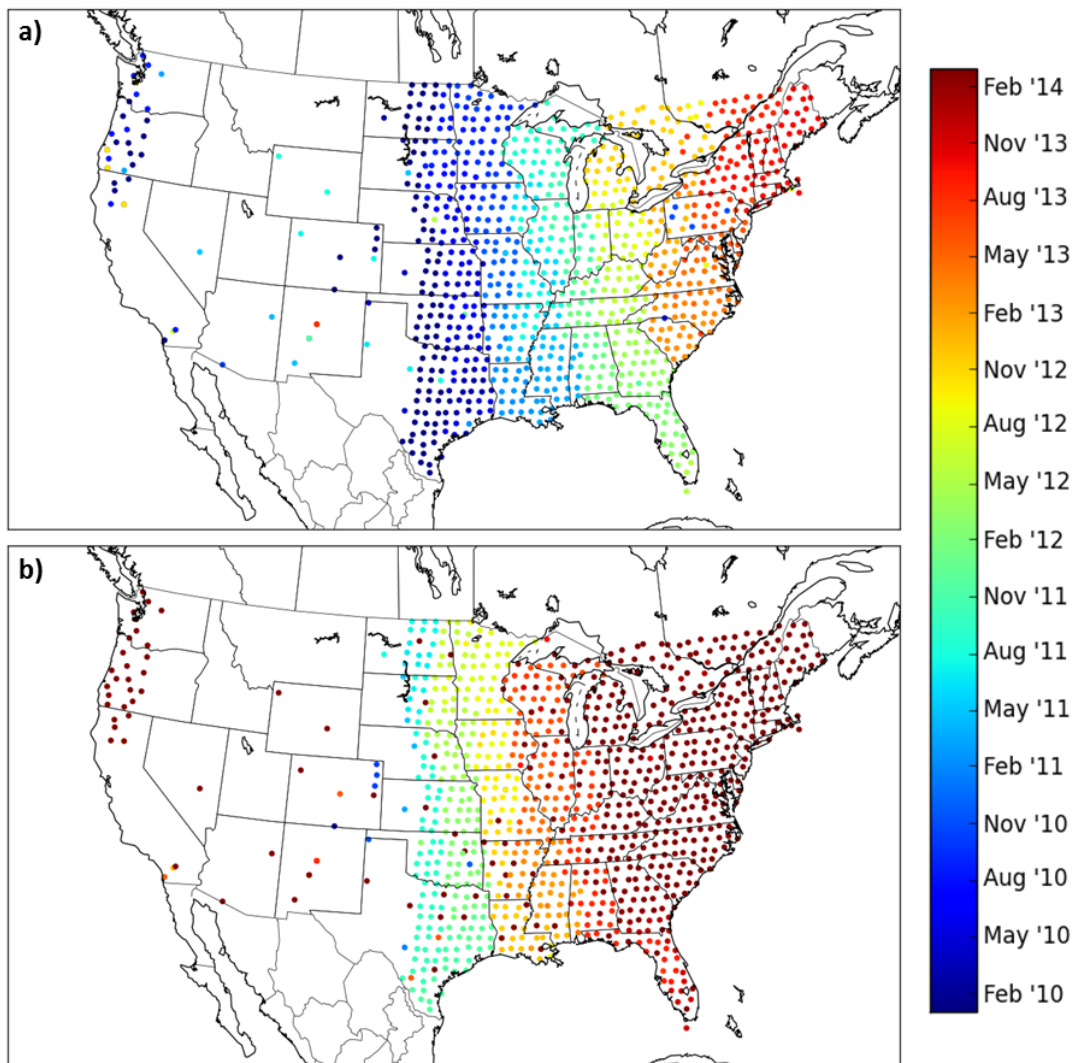 a)
b)
Feb '14
Nov '13
Aug '13
May '13
Feb '13
Nov '12
Aug '12
May '12
Feb '12
Nov '11
Aug '11
May '11
Feb '11
Nov '10
Aug '10
May '10
Feb '10